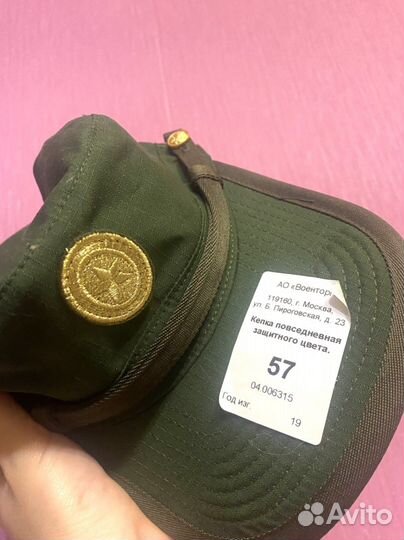 АО «Военторг
119160, г. Москва,
ул. Б. Пироговская, д. 23
Кепка повседневная
защитного цвета.
57
04.006315
Год изг.
19
Avito